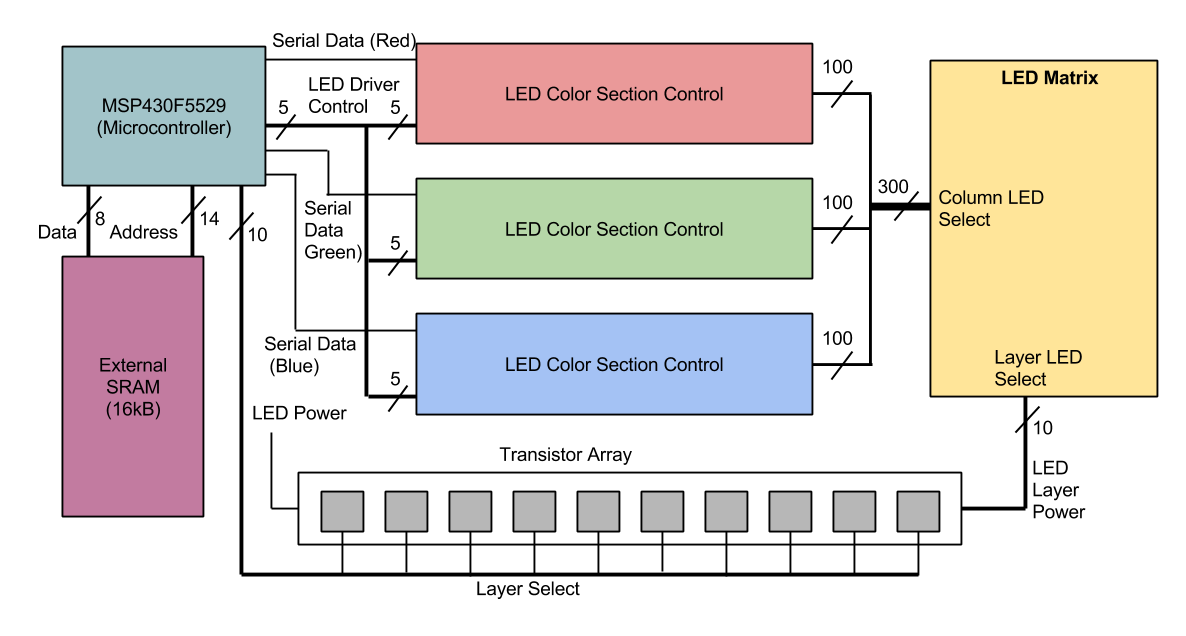 Serial Data (Red)
MSP430F5529
(Microcontroller)
LED Driver
Control
5
5
LED Color Section Control
100
LED Matrix
8
14
10
Data
Address
Serial
Data
Green)
5
LED Color Section Control
100
300
Column LED
Select
External
SRAM
(16kB)
Serial Data
(Blue)
5
LED Color Section Control
100
Layer LED
Select
LED Power
Transistor Array
10
LED
Layer
Power
Layer Select